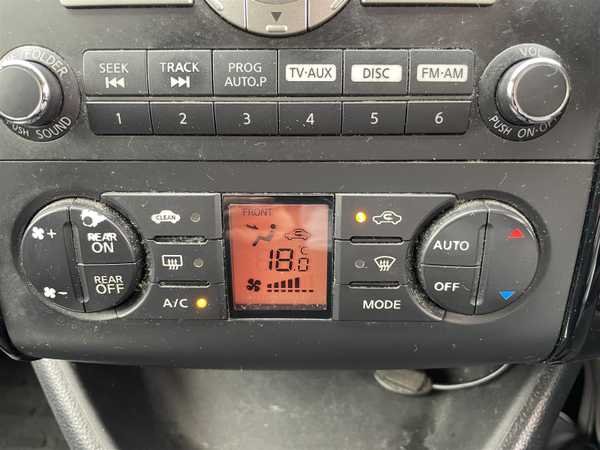 FOLDER
VOL
SEEK
TRACK
PROG
AUTO.P
TV·AUX
DISC
FM·AM
PUSH SOUND
1
2
3
4
5
6
PUSH ON·OFF
CLEAN
FRONT
REAR
ON
AUTO
18.0°C
REAR
OFF
OFF
A/C
MODE